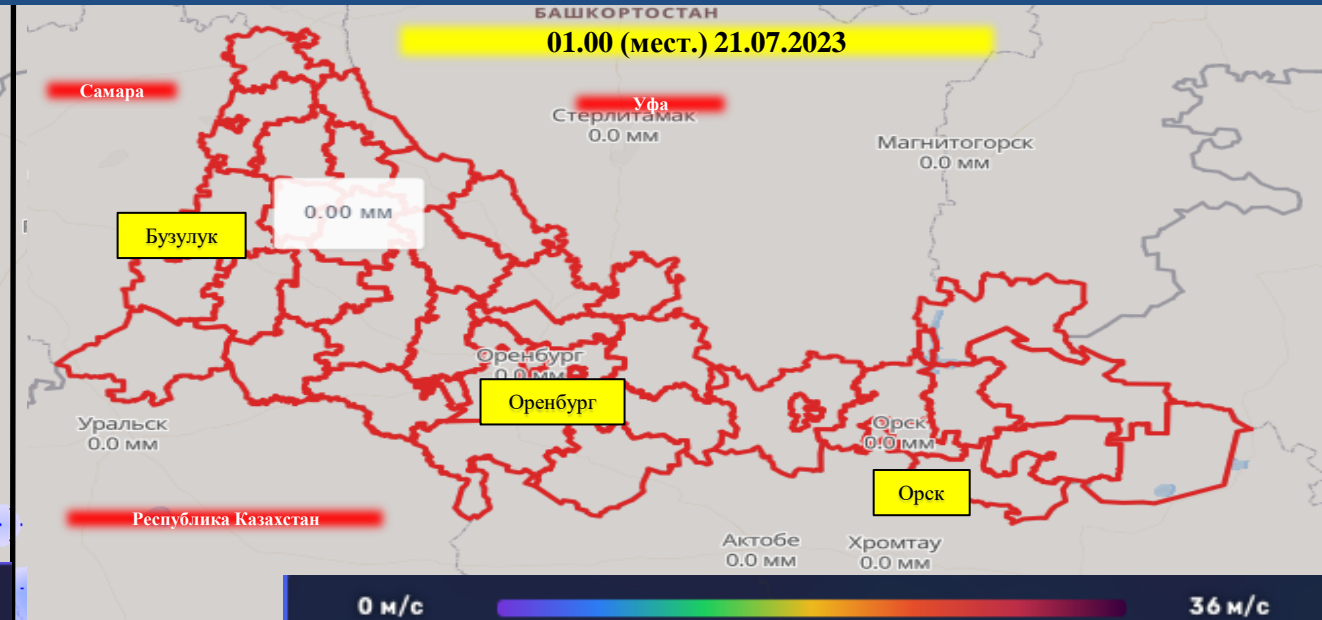 БАШКОРТОСТАН
01.00 (мест.) 21.07.2023
Самара
Уфа
Стерлитамак
0.0 мм
Магнитогорск
0.0 мм
0.00 мм
Бузулук
Оренбург
0.0 мм
Оренбург
Уральск
0.0 мм
Орск
0.0 мм
Орск
Республика Казахстан
Актобе
0.0 мм
Хромтау
0.0 мм
0 м/с
36 м/с